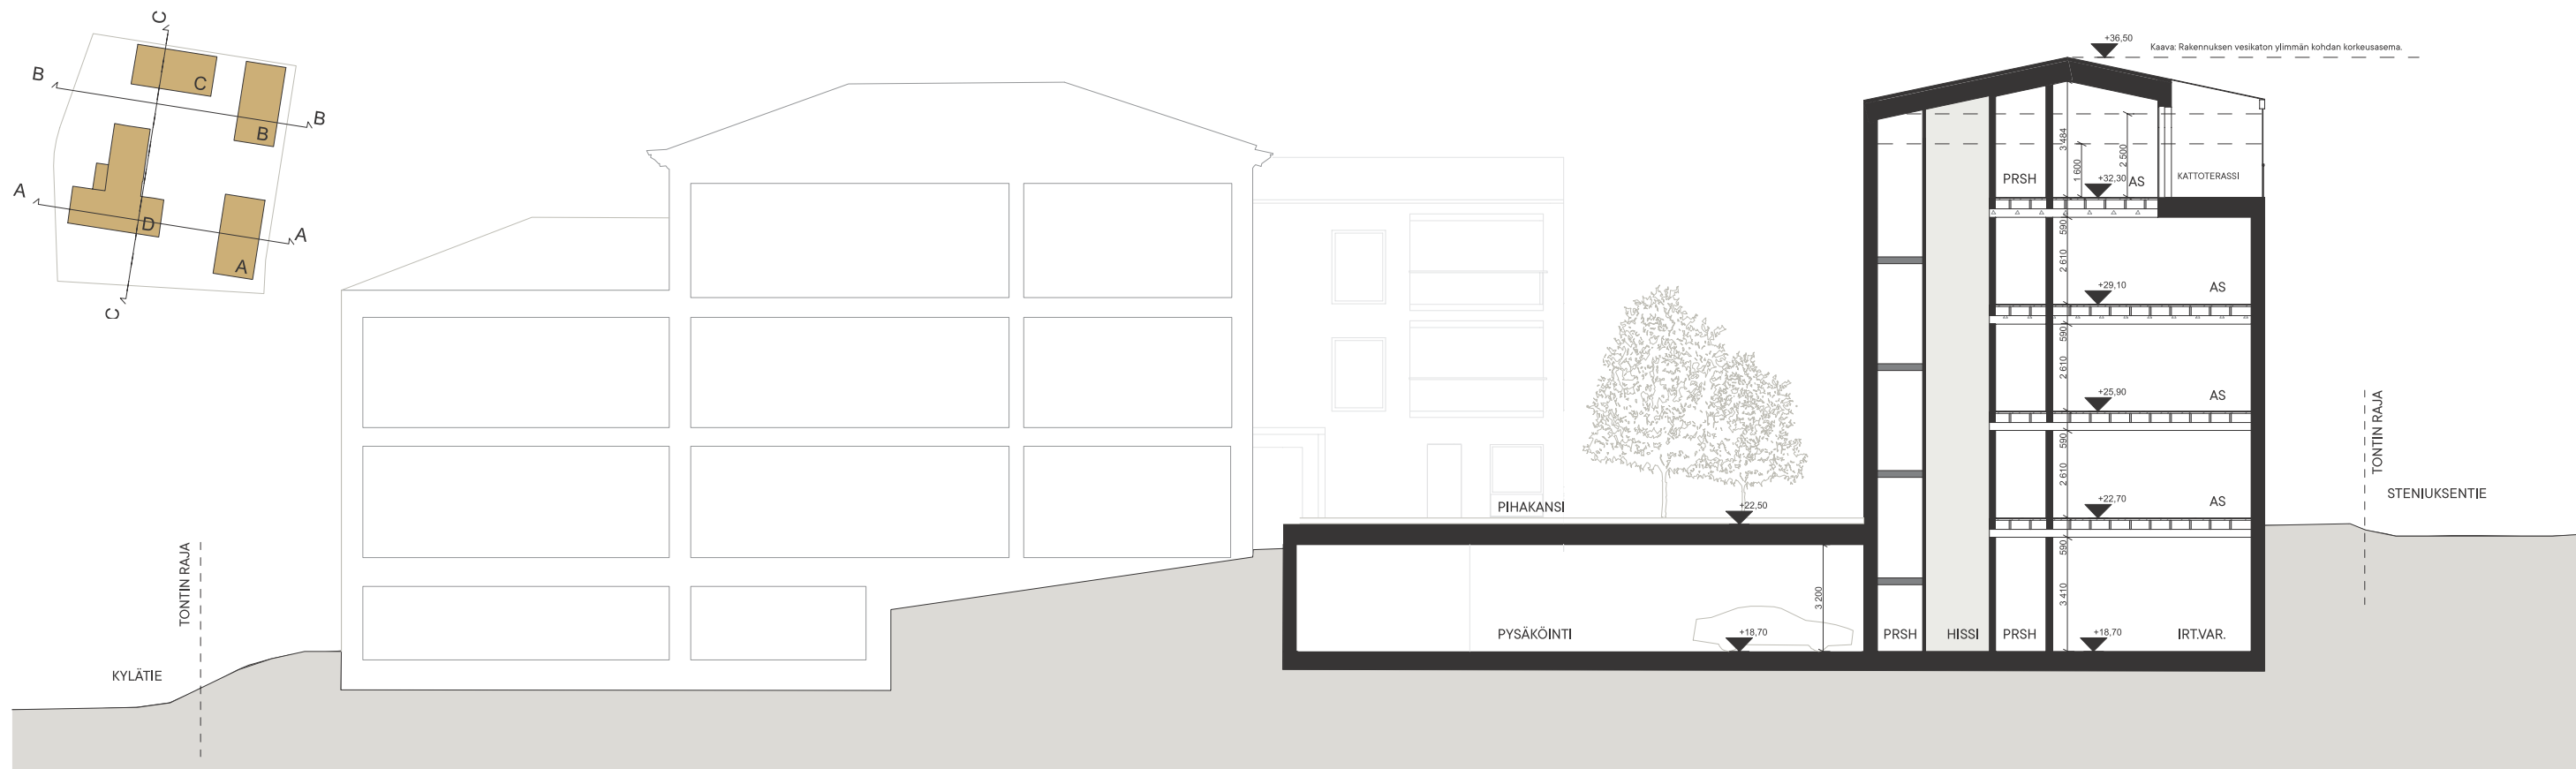 C
B
C
B
B
A
D
A
A
C
+36,50
Kaava: Rakennuksen vesikaton ylimmän kohdan korkeusasema.
3 484
1 600
2 500
PRSH
+32,30
AS
KATTOTERASSI
590
2 610
+29,10
AS
590
2 610
+25,90
AS
590
2 610
+22,70
AS
590
3 410
PIHAKANSI
+22,50
3 200
PYSÄKÖINTI
+18,70
PRSH
HISSI
PRSH
+18,70
IRT.VAR.
TONTIN RAJA
STENIUKSENTIE
TONTIN RAJA
KYLÄTIE